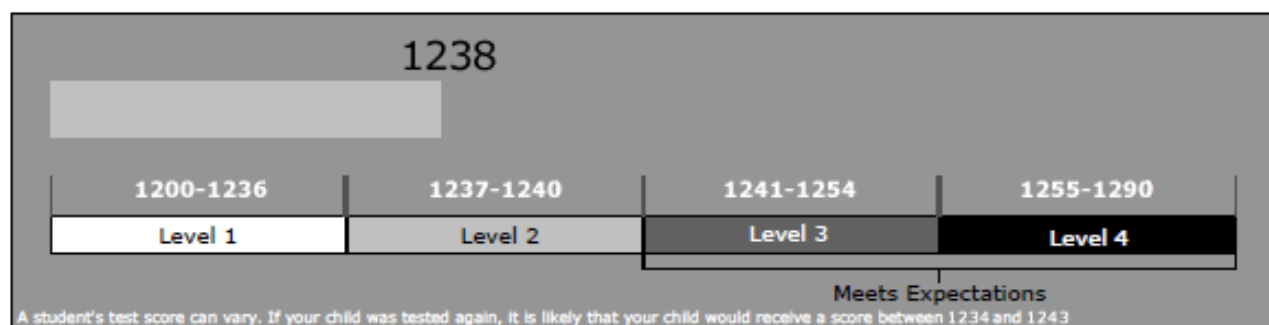 1238
1200-1236 1237-1240 1241-1254 1255-1290
Level 1 Level 2 Level 3 Level 4
Meets Expectations
A student's test score can vary. If your child was tested again, it is likely that your child would receive a score between 1234 and 1243